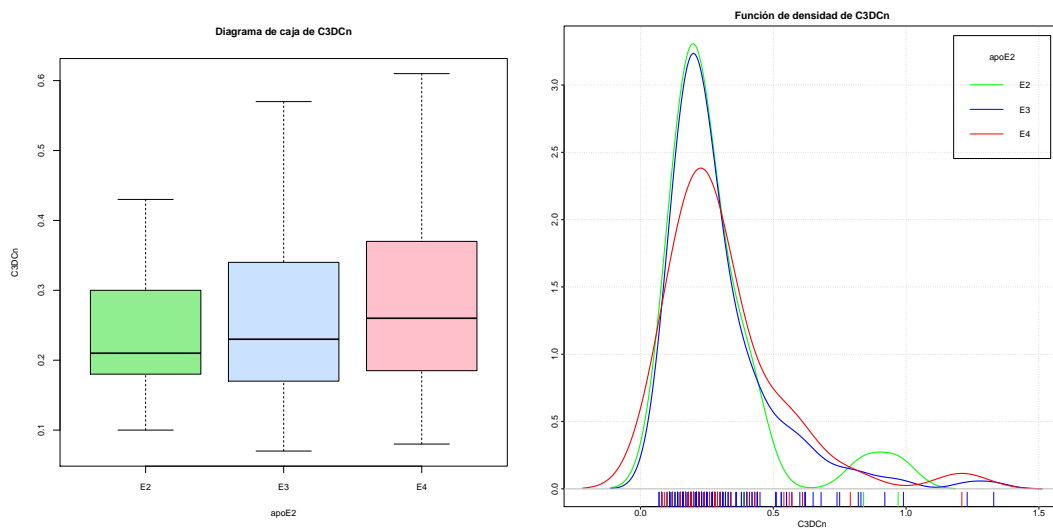 Diagrama de caja de C3DCn
C3DCn
0.6
0.5
0.4
0.3
0.2
0.1
E2
E3
E4
apoE2
Función de densidad de C3DCn
apoE2
E2
E3
E4
3.0
2.5
2.0
1.5
1.0
0.5
0.0
0.0
0.5
1.0
1.5
C3DCn